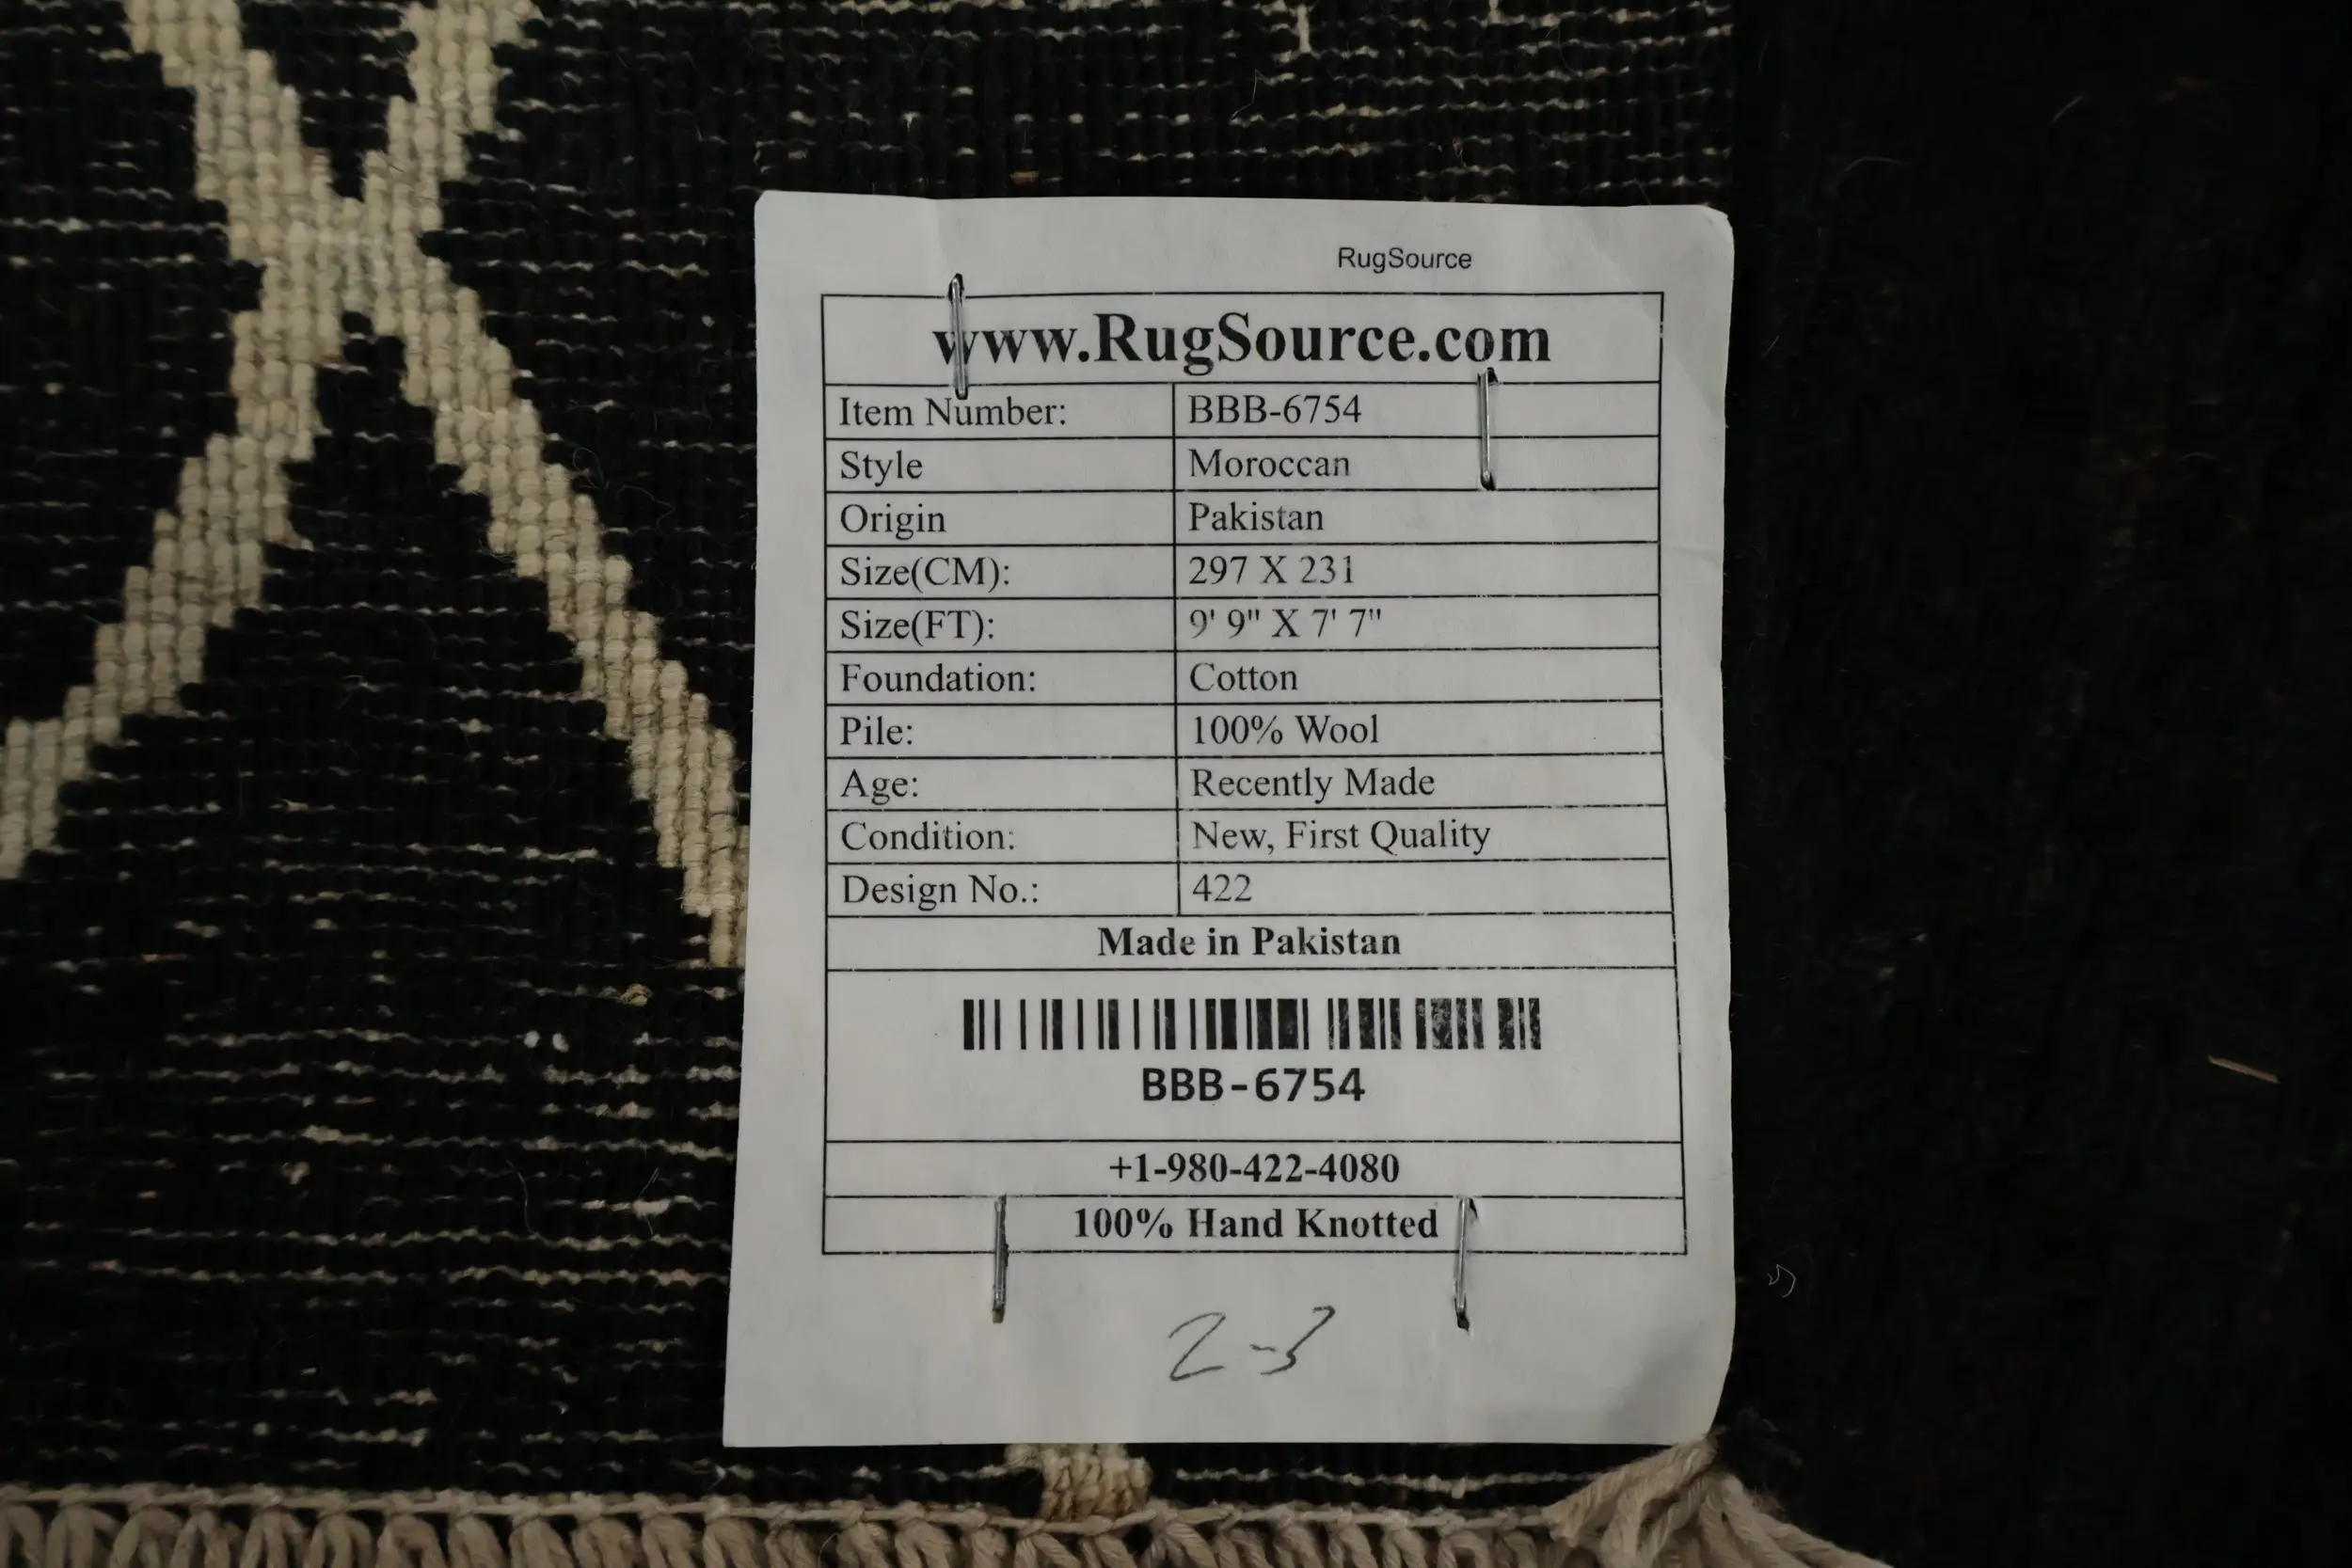 RugSource
www.RugSource.com
Item Number: BBB-6754
Style Moroccan
Origin Pakistan
Size(CM): 297 X 231
Size(FT): 9' 9" X 7' 7"
Foundation: Cotton
Pile: 100% Wool
Age: Recently Made
Condition: New, First Quality
Design No.: 422
Made in Pakistan
BBB-6754
+1-980-422-4080
100% Hand Knotted
2-3